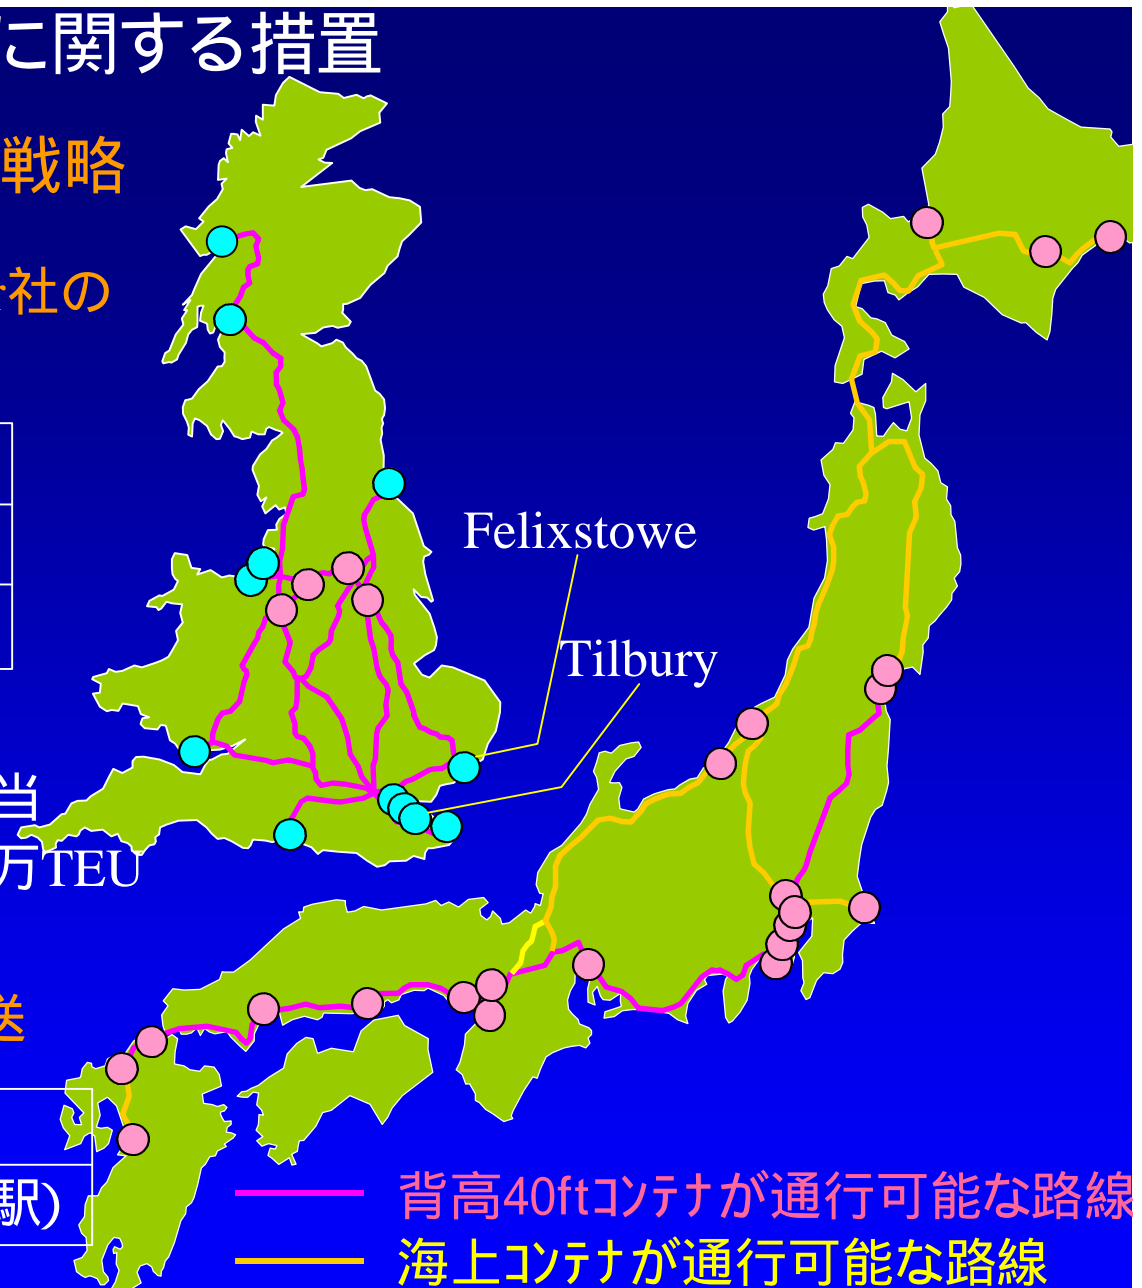 に関する措置
戦略
社の
Felixstowe
Tilbury
当
万TEU
送
駅)
背高40ftｺﾝﾃﾅが通行可能な路線
海上ｺﾝﾃﾅが通行可能な路線